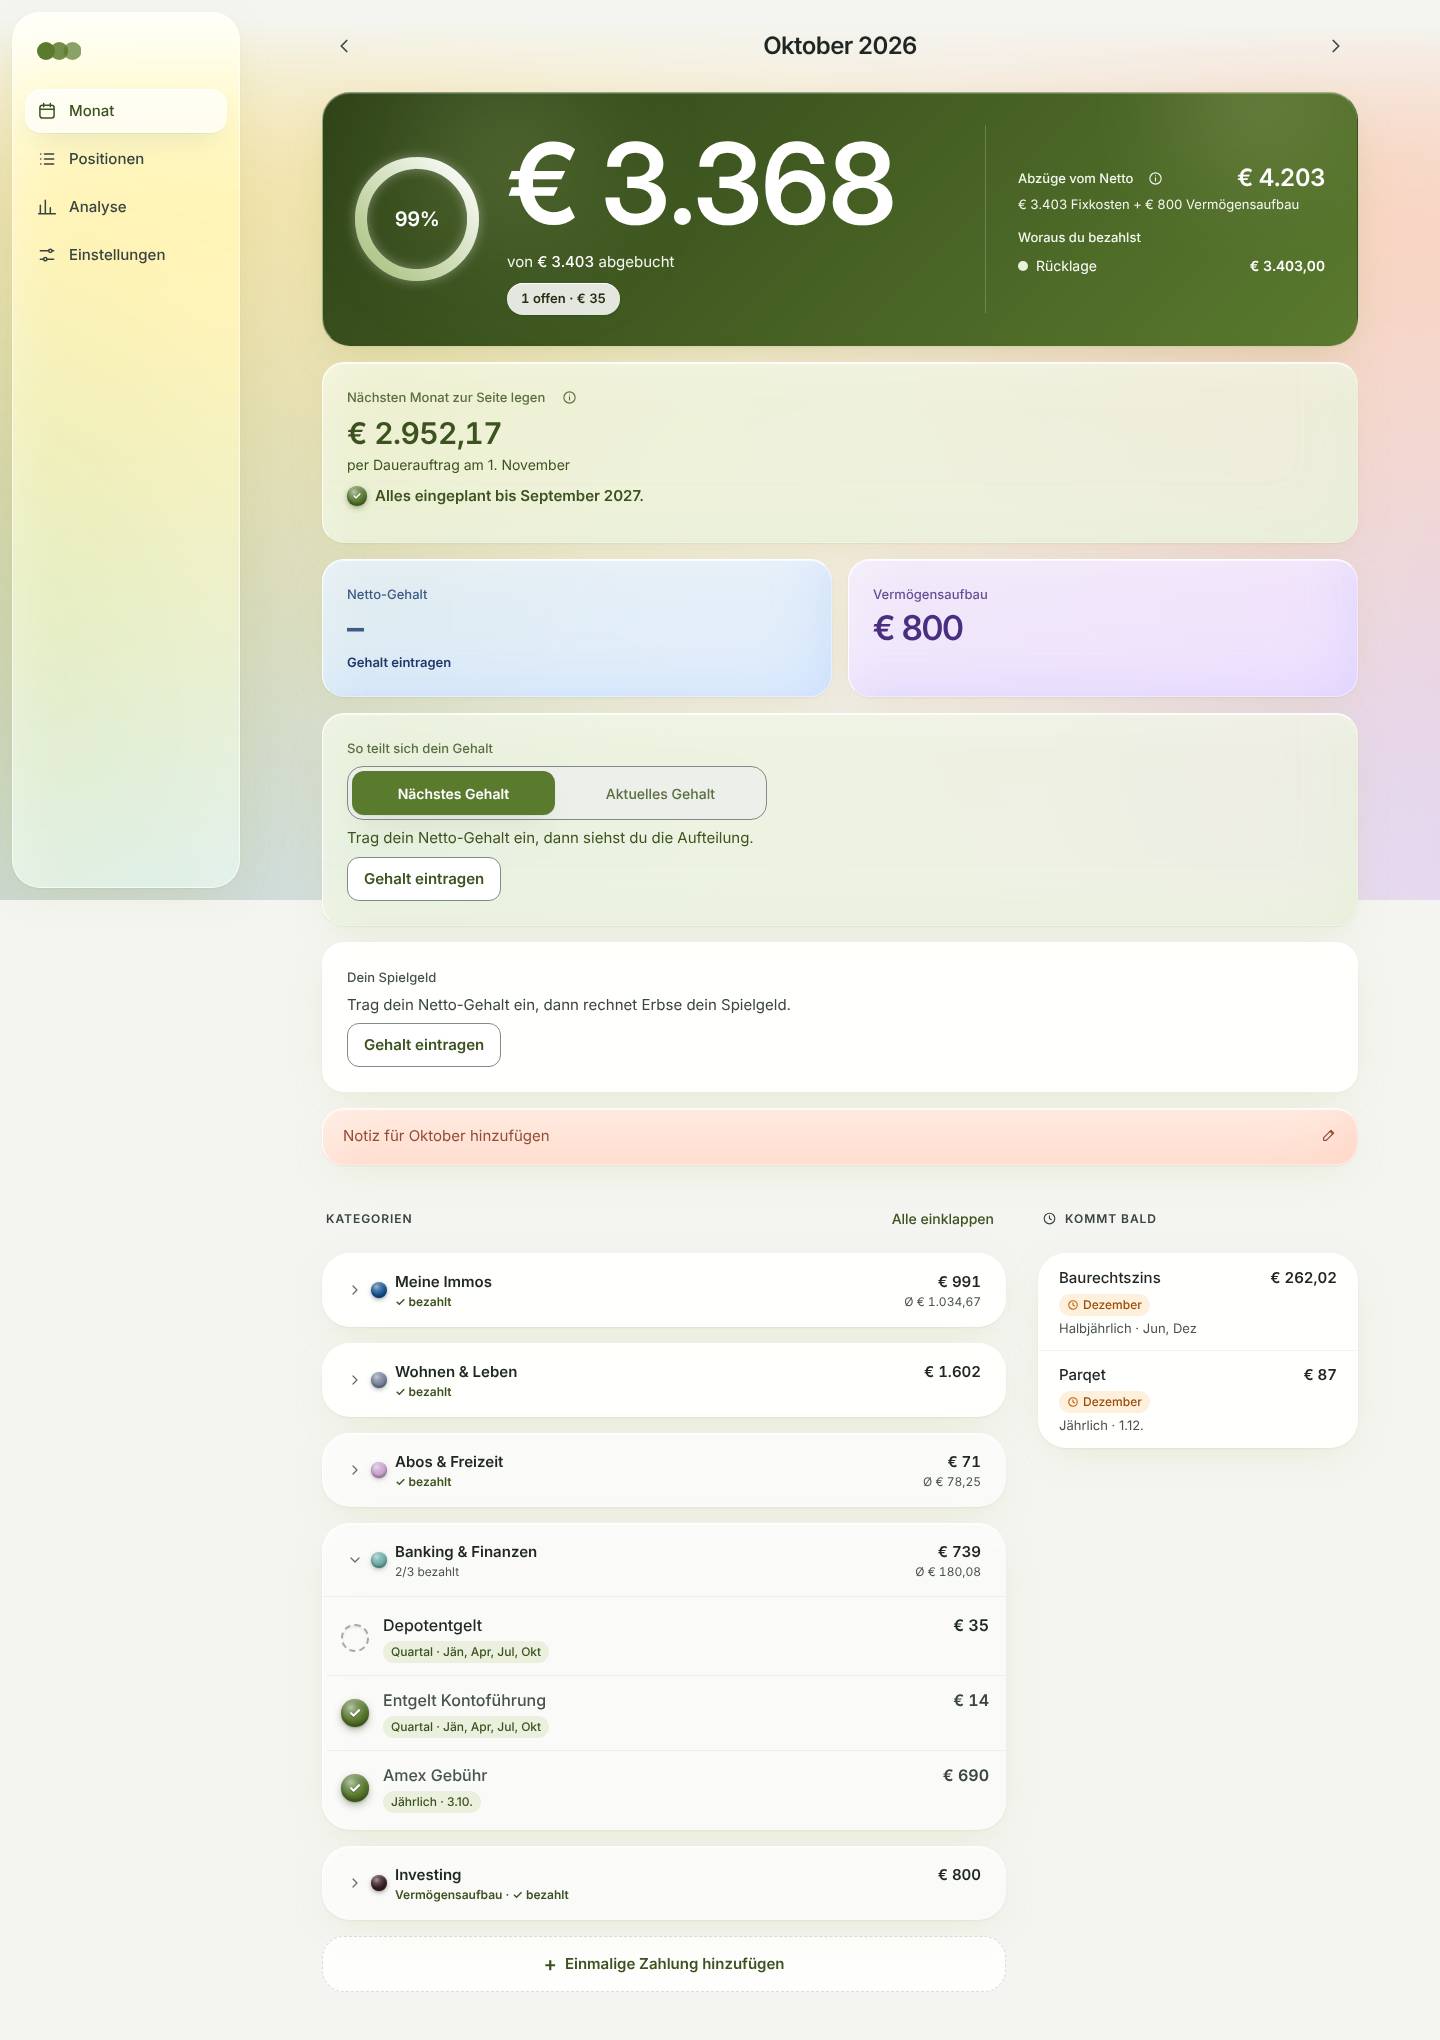 Monat
Positionen
Analyse
Einstellungen
Oktober 2026
99%
€ 3.368
von € 3.403 abgebucht
1 offen · € 35
Abzüge vom Netto € 4.203
€ 3.403 Fixkosten + € 800 Vermögensaufbau
Woraus du bezahlst
Rücklage € 3.403,00
Nächsten Monat zur Seite legen
€ 2.952,17
per Dauerauftrag am 1. November
Alles eingeplant bis September 2027.
Netto-Gehalt
–
Gehalt eintragen
Vermögensaufbau
€ 800
So teilt sich dein Gehalt
Nächstes Gehalt Aktuelles Gehalt
Trag dein Netto-Gehalt ein, dann siehst du die Aufteilung.
Gehalt eintragen
Dein Spielgeld
Trag dein Netto-Gehalt ein, dann rechnet Erbse dein Spielgeld.
Gehalt eintragen
Notiz für Oktober hinzufügen
KATEGORIEN Alle einklappen
Meine Immos € 991
✓ bezahlt Ø € 1.034,67
Wohnen & Leben € 1.602
✓ bezahlt
Abos & Freizeit € 71
✓ bezahlt Ø € 78,25
Banking & Finanzen € 739
2/3 bezahlt Ø € 180,08
Depotentgelt € 35
Quartal · Jän, Apr, Jul, Okt
Entgelt Kontoführung € 14
Quartal · Jän, Apr, Jul, Okt
Amex Gebühr € 690
Jährlich · 3.10.
Investing € 800
Vermögensaufbau · ✓ bezahlt
+ Einmalige Zahlung hinzufügen
KOMMT BALD
Baurechtszins € 262,02
Dezember
Halbjährlich · Jun, Dez
Parqet € 87
Dezember
Jährlich · 1.12.